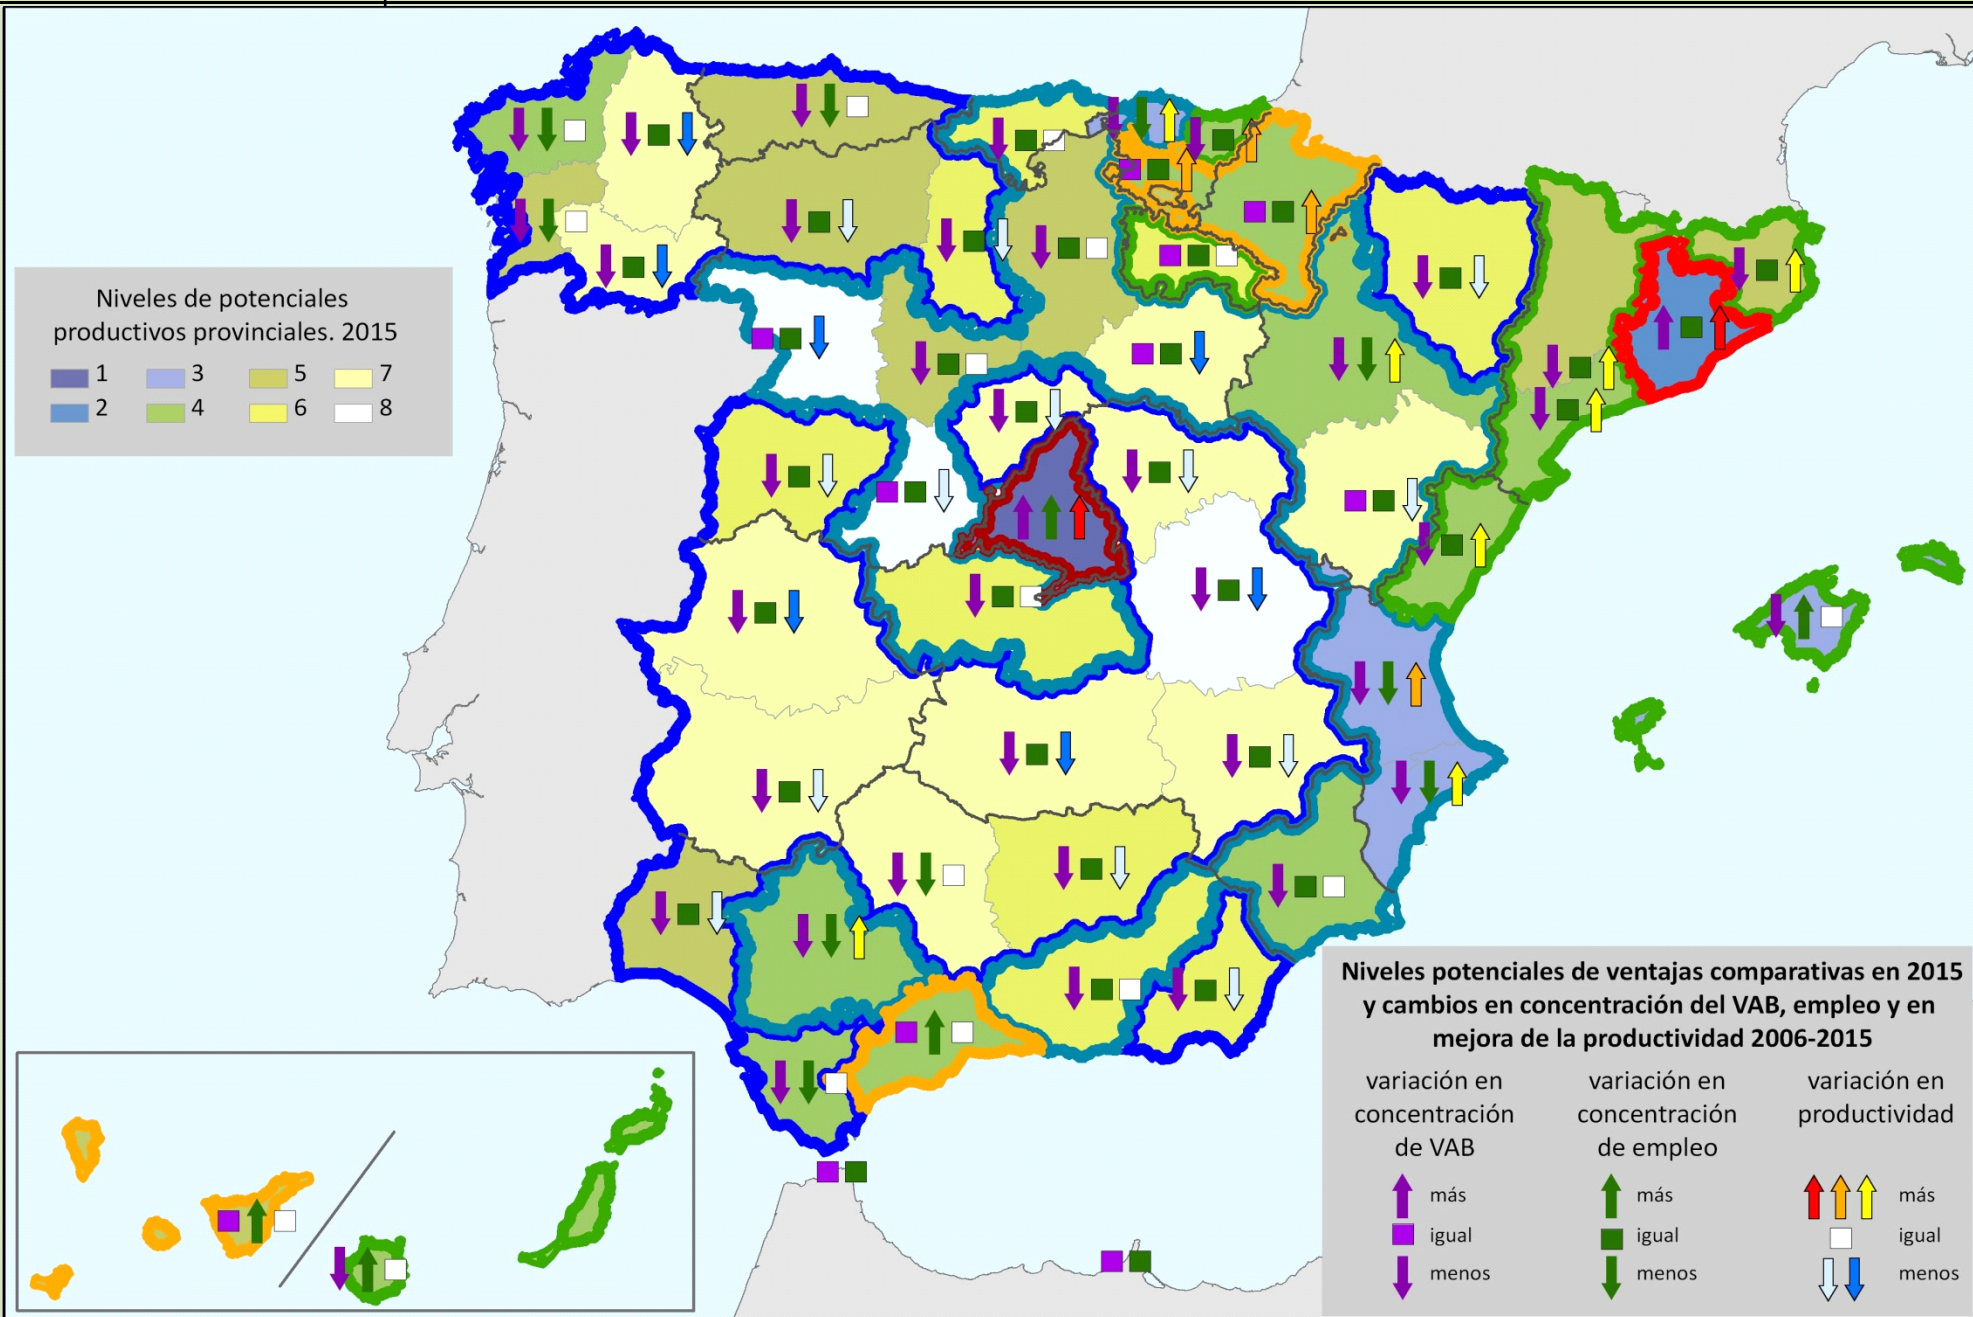 Niveles de potenciales
productivos provinciales. 2015
1 3 5 7
2 4 6 8
Niveles potenciales de ventajas comparativas en 2015
y cambios en concentración del VAB, empleo y en
mejora de la productividad 2006-2015
variación en
concentración
de VAB
más
igual
menos
variación en
concentración
de empleo
más
igual
menos
variación en
productividad
más
igual
menos